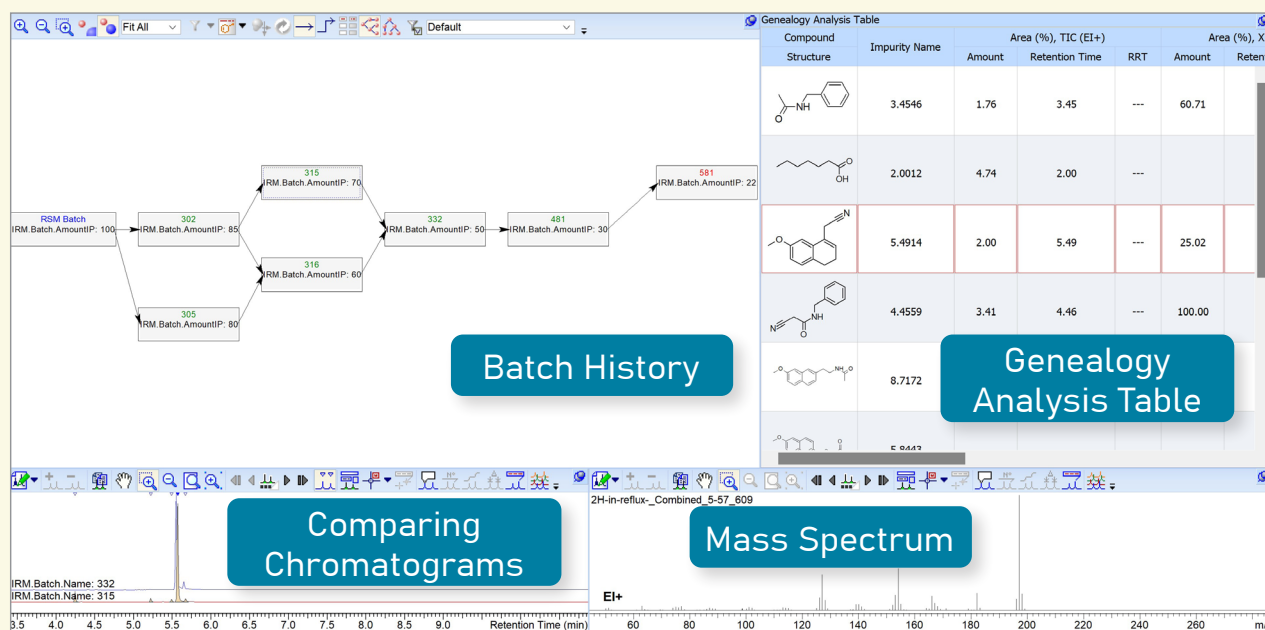 Fit All
Default
Genealogy Analysis Table
Compound
Structure
Impurity Name
Area (%), TIC (EI+)
Area (%), X
Amount
Retention Time
RRT
Amount
NH
O
3.4546
1.76
3.45
---
60.71
O
OH
2.0012
4.74
2.00
---
N
O
5.4914
2.00
5.49
---
25.02
N
NH
O
4.4559
3.41
4.46
---
100.00
O
NH
O
8.7172
RSM Batch
IRM.Batch.AmountIP: 100
302
IRM.Batch.AmountIP: 85
305
IRM.Batch.AmountIP: 80
315
IRM.Batch.AmountIP: 70
316
IRM.Batch.AmountIP: 60
332
IRM.Batch.AmountIP: 50
481
IRM.Batch.AmountIP: 30
581
IRM.Batch.AmountIP: 22
Batch History
Genealogy
Analysis Table
Comparing
Chromatograms
IRM.Batch.Name: 332
IRM.Batch.Name: 315
3.5 4.0 4.5 5.0 5.5 6.0 6.5 7.0 7.5 8.0 8.5 9.0 Retention Time (min)
2H-in-reflux-_Combined_5-57_609
Mass Spectrum
EI+
60 80 100 120 140 160 180 200 220 240 260